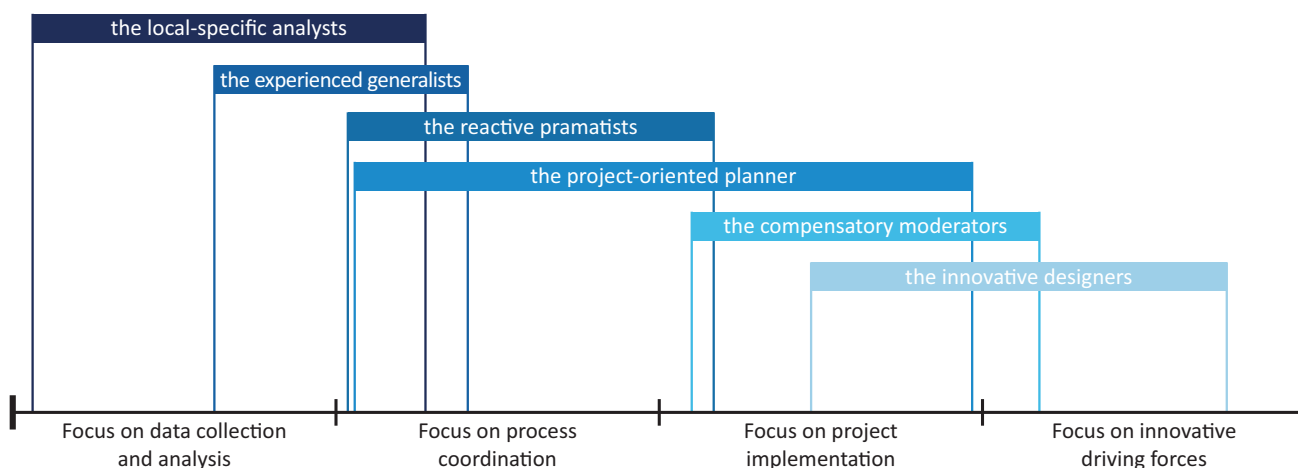 the local-specific analysts
the experienced generalists
the reactive pramatists
the project-oriented planner
the compensatory moderators
the innovative designers
Focus on data collection
and analysis
Focus on process
coordination
Focus on project
implementation
Focus on innovative
driving forces